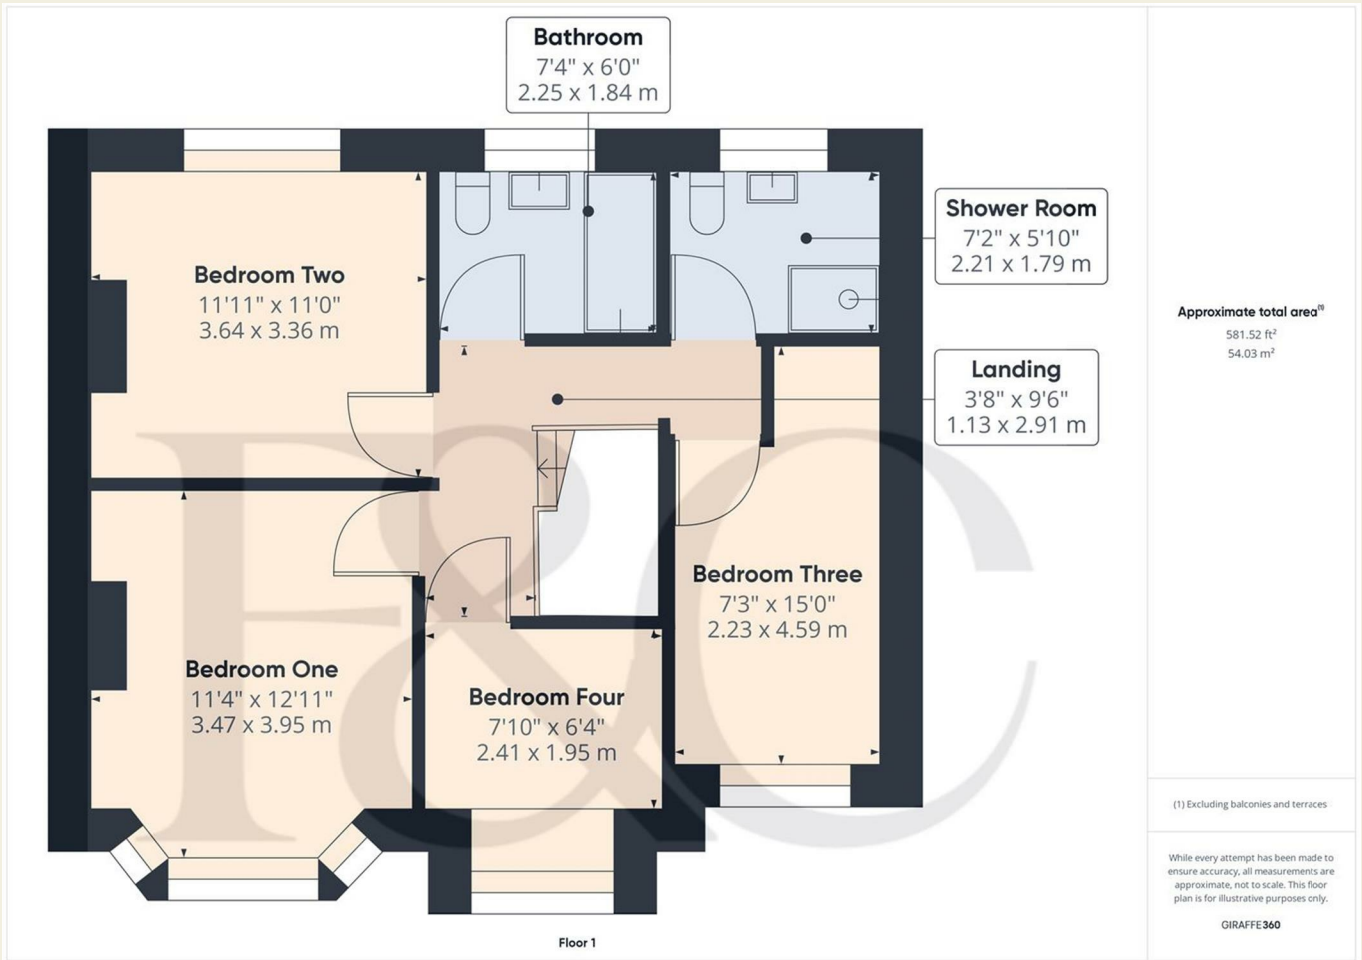 Bathroom
7'4" x 6'0"
2.25 x 1.84 m
Shower Room
7'2" x 5'10"
2.21 x 1.79 m
Bedroom Two
11'11" x 11'0"
3.64 x 3.36 m
Landing
3'8" x 9'6"
1.13 x 2.91 m
Bedroom Three
7'3" x 15'0"
2.23 x 4.59 m
Bedroom One
11'4" x 12'11"
3.47 x 3.95 m
Bedroom Four
7'10" x 6'4"
2.41 x 1.95 m
F&C
Floor 1
Approximate total area(1)
581.52 ft²
54.03 m²
(1) Excluding balconies and terraces
While every attempt has been made to
ensure accuracy, all measurements are
approximate, not to scale. This floor
plan is for illustrative purposes only.
GIRAFFE360